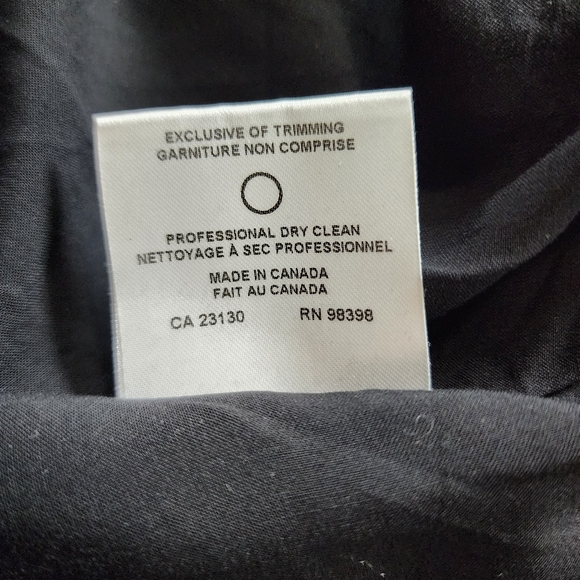 EXCLUSIVE OF TRIMMING
GARNITURE NON COMPRISE
PROFESSIONAL DRY CLEAN
NETTOYAGE À SEC PROFESSIONNEL
MADE IN CANADA
FAIT AU CANADA
CA 23130 RN 98398